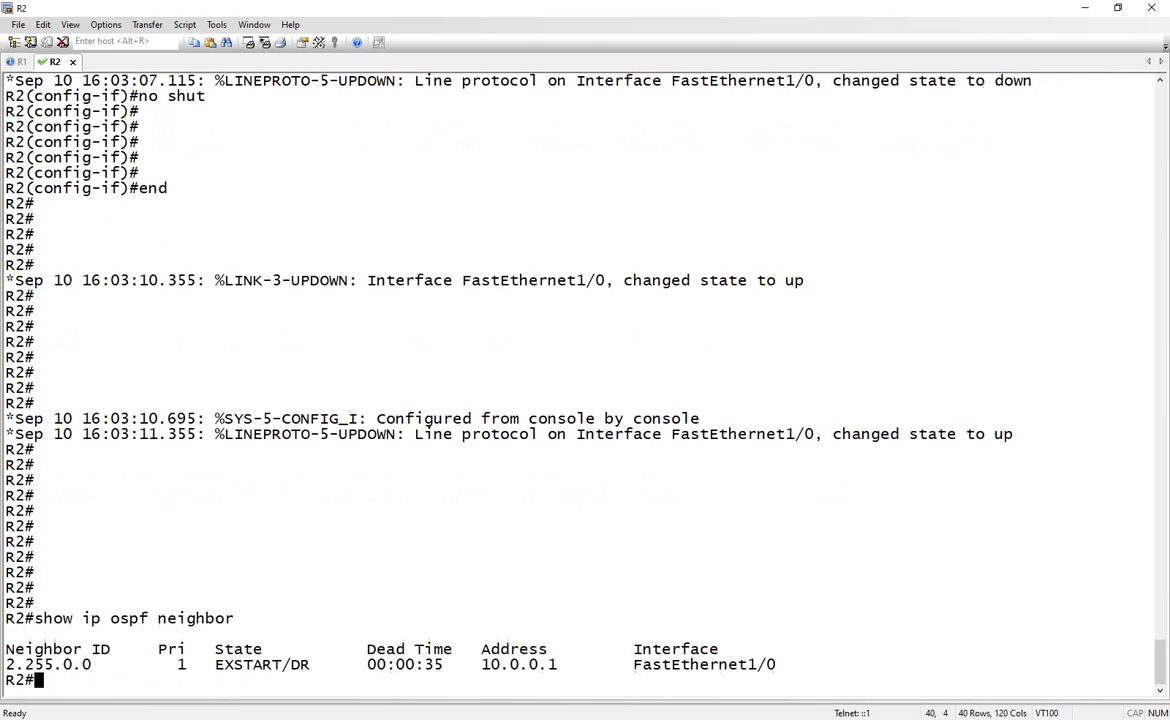 R2
File Edit View Options Transfer Script Tools Window Help
Enter host <Alt+R>
R1 R2
*Sep 10 16:03:07.115: %LINEPROTO-5-UPDOWN: Line protocol on Interface FastEthernet1/0, changed state to down
R2(config-if)#no shut
R2(config-if)#
R2(config-if)#
R2(config-if)#
R2(config-if)#
R2(config-if)#
R2(config-if)#end
R2#
R2#
R2#
R2#
R2#
*Sep 10 16:03:10.355: %LINK-3-UPDOWN: Interface FastEthernet1/0, changed state to up
R2#
R2#
R2#
R2#
R2#
R2#
R2#
R2#
*Sep 10 16:03:10.695: %SYS-5-CONFIG_I: Configured from console by console
*Sep 10 16:03:11.355: %LINEPROTO-5-UPDOWN: Line protocol on Interface FastEthernet1/0, changed state to up
R2#
R2#
R2#
R2#
R2#
R2#
R2#
R2#
R2#
R2#
R2#
R2#show ip ospf neighbor
Neighbor ID Pri State Dead Time Address Interface
2.255.0.0 1 EXSTART/DR 00:00:35 10.0.0.1 FastEthernet1/0
R2#
Ready Telnet: ::1 40, 4 40 Rows, 120 Cols VT100 CAP NUM